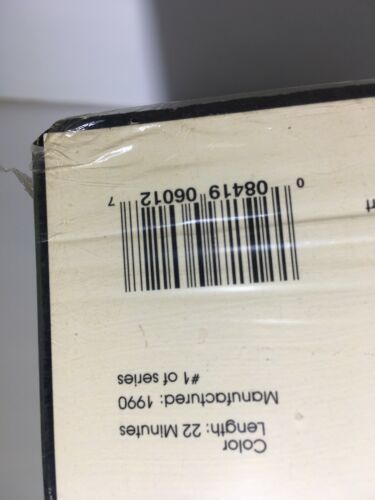 Color
Length: 22 Minutes
Manufactured: 1990
#1 of series
0 08419 06012 7